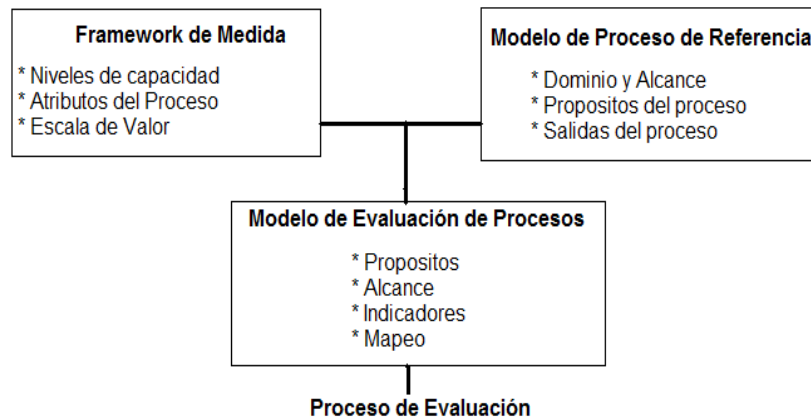 Framework de Medida
* Niveles de capacidad
* Atributos del Proceso
* Escala de Valor
Modelo de Proceso de Referencia
* Dominio y Alcance
* Propositos del proceso
* Salidas del proceso
Modelo de Evaluación de Procesos
* Propositos
* Alcance
* Indicadores
* Mapeo
Proceso de Evaluación